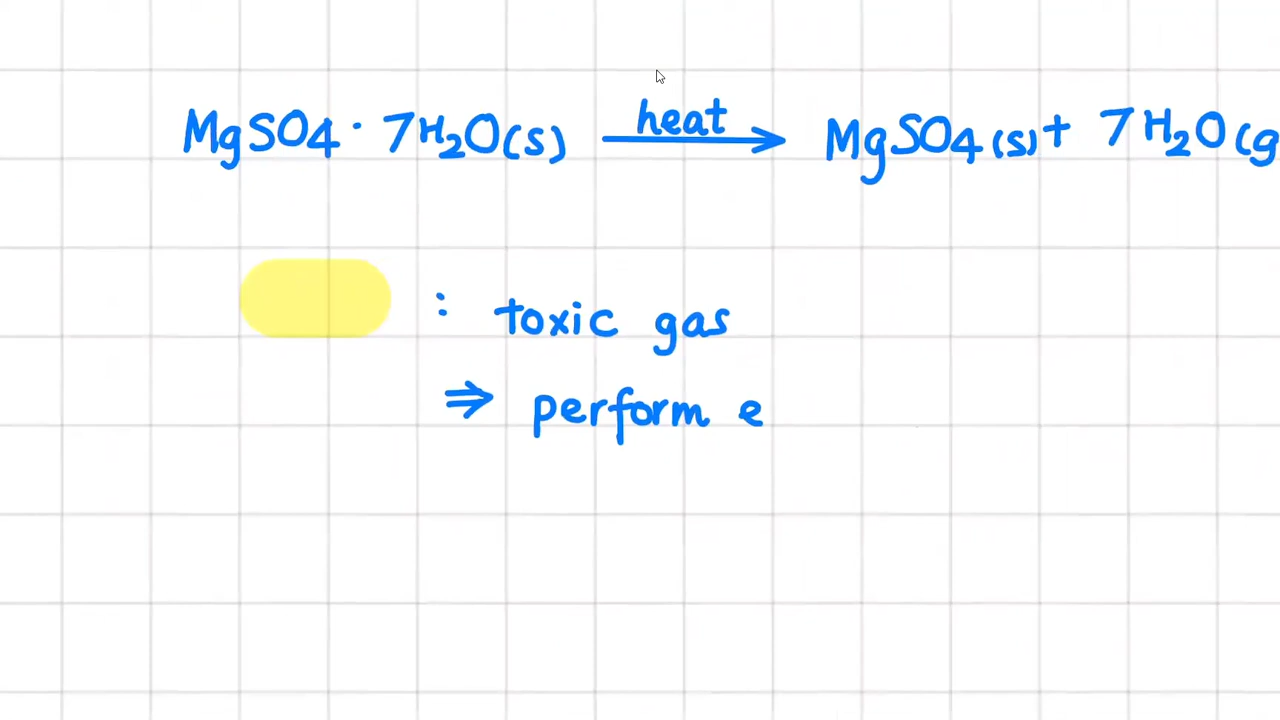 MgSO4 · 7H₂O(s) heat→ MgSO4(s) + 7H₂O(g
: toxic gas
⇒ perform e